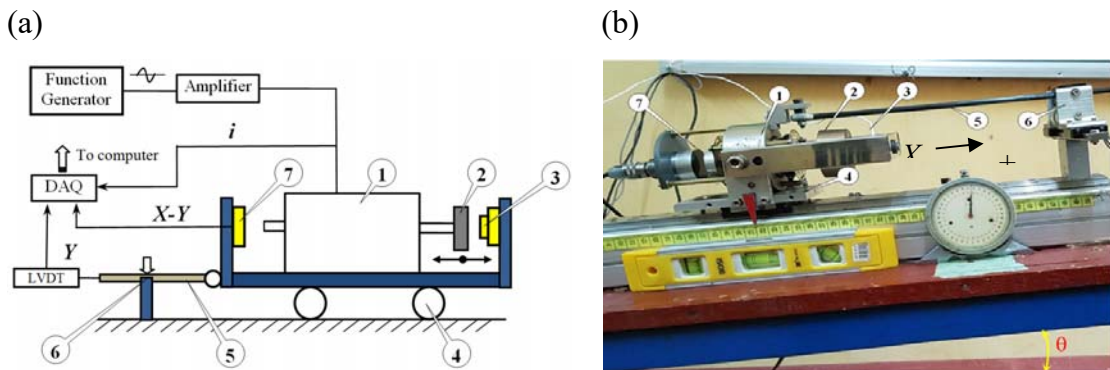 (a)
(b)
Function
Generator
Amplifier
i
To computer
DAQ
X-Y
Y
LVDT
7
1
2
3
6
5
4
1
2
3
7
5
6
4
Y
+
θ